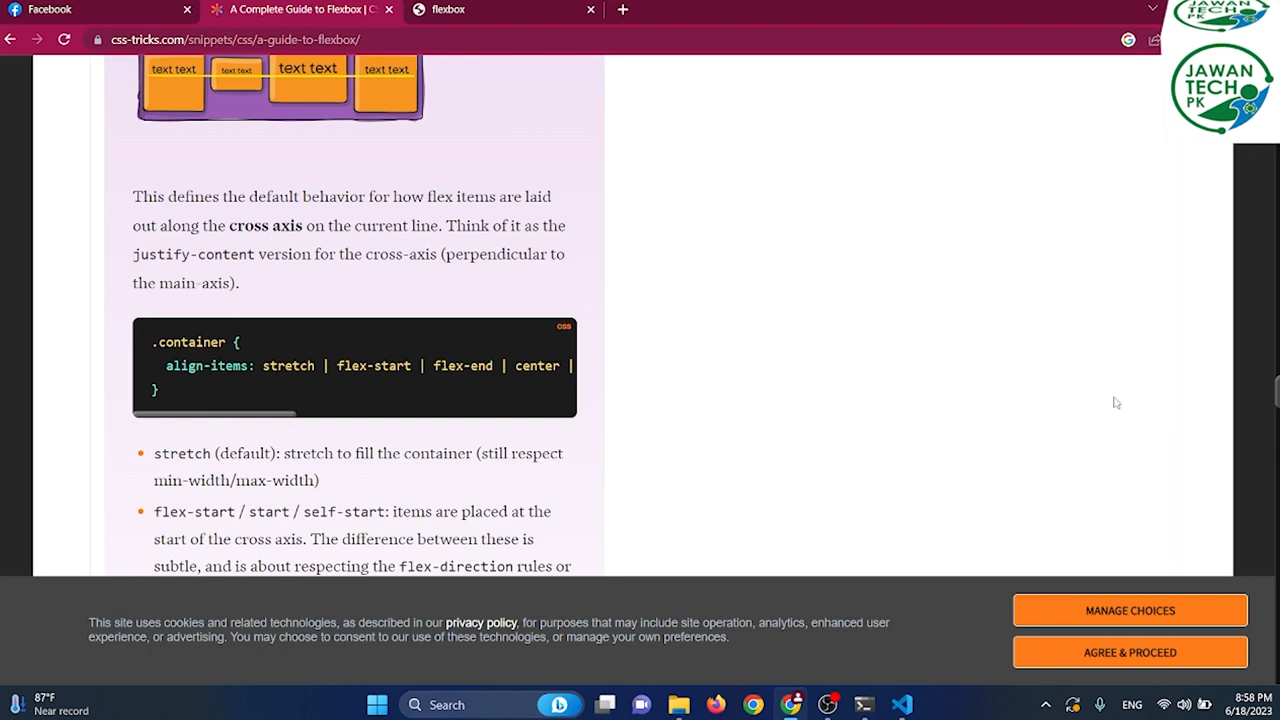 Facebook
A Complete Guide to Flexbox | C
flexbox
css-tricks.com/snippets/css/a-guide-to-flexbox/
PK
JAWAN
TECH
PK
text text
text text
text text
text text
This defines the default behavior for how flex items are laid
out along the cross axis on the current line. Think of it as the
justify-content version for the cross-axis (perpendicular to
the main-axis).
CSS
.container {
align-items: stretch | flex-start | flex-end | center |
}
• stretch (default): stretch to fill the container (still respect
min-width/max-width)
• flex-start / start / self-start: items are placed at the
start of the cross axis. The difference between these is
subtle, and is about respecting the flex-direction rules or
This site uses cookies and related technologies, as described in our privacy policy, for purposes that may include site operation, analytics, enhanced user
experience, or advertising. You may choose to consent to our use of these technologies, or manage your own preferences.
MANAGE CHOICES
AGREE & PROCEED
87°F
Near record
Search
ENG
8:58 PM
6/18/2023